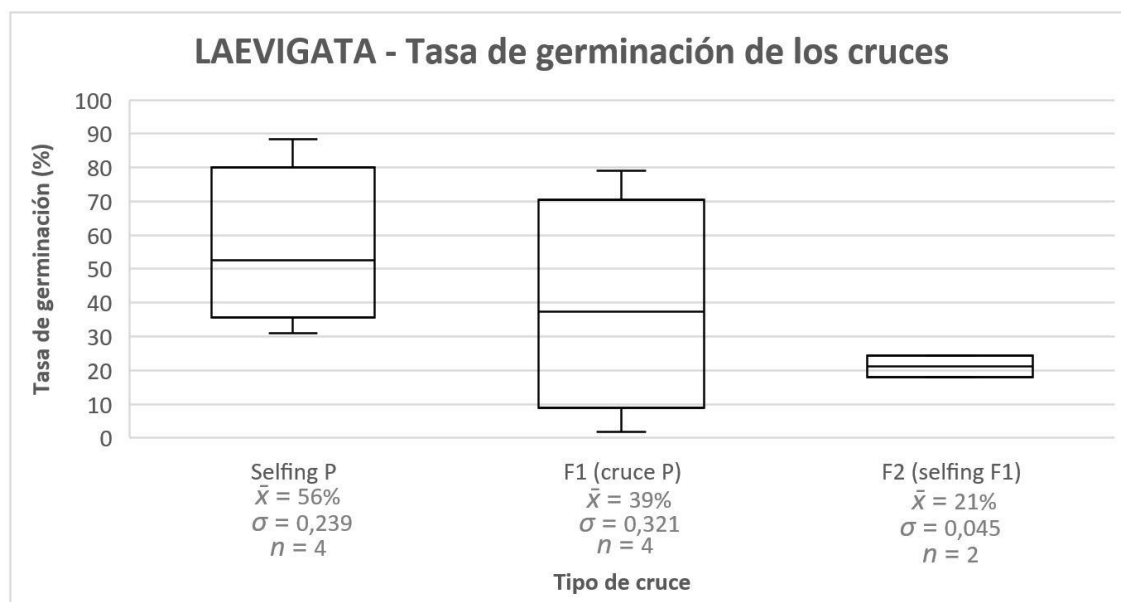 LAEVIGATA - Tasa de germinación de los cruces
Tasa de germinación (%)
100
90
80
70
60
50
40
30
20
10
0
Selfing P
x̄ = 56%
σ = 0,239
n = 4
F1 (cruce P)
x̄ = 39%
σ = 0,321
n = 4
F2 (selfing F1)
x̄ = 21%
σ = 0,045
n = 2
Tipo de cruce